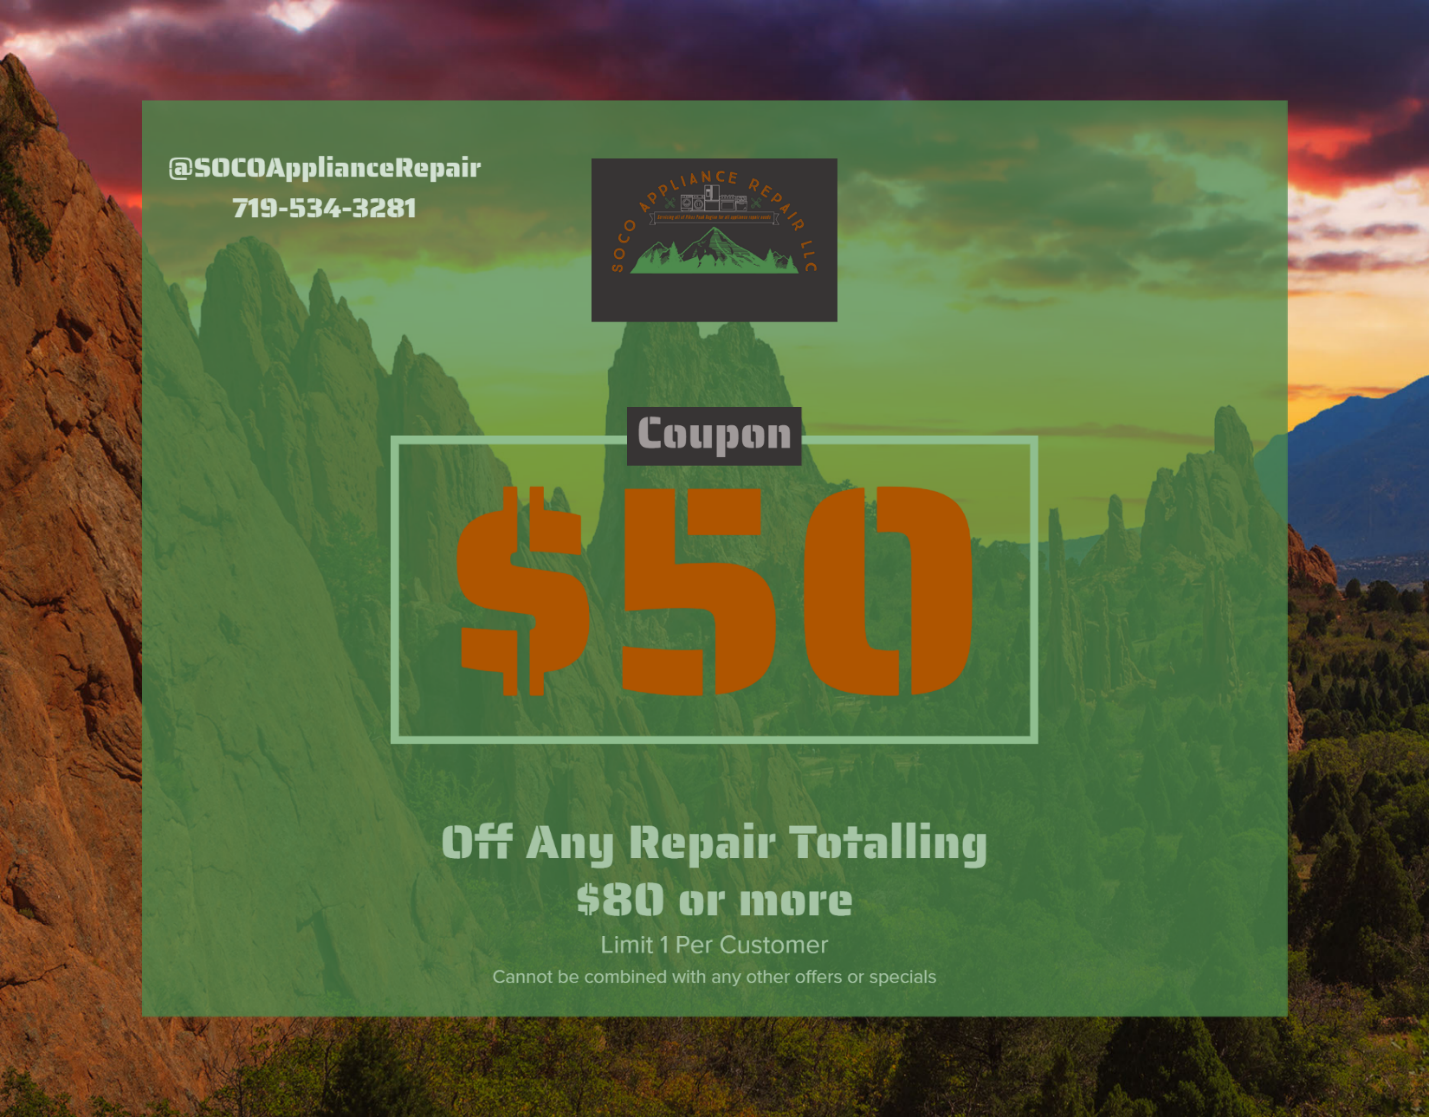 @SOCOApplianceRepair
719-534-3281
SOCO APPLIANCE REPAIR LLC
Coupon
$50
Off Any Repair Totalling
$80 or more
Limit 1 Per Customer
Cannot be combined with any other offers or specials